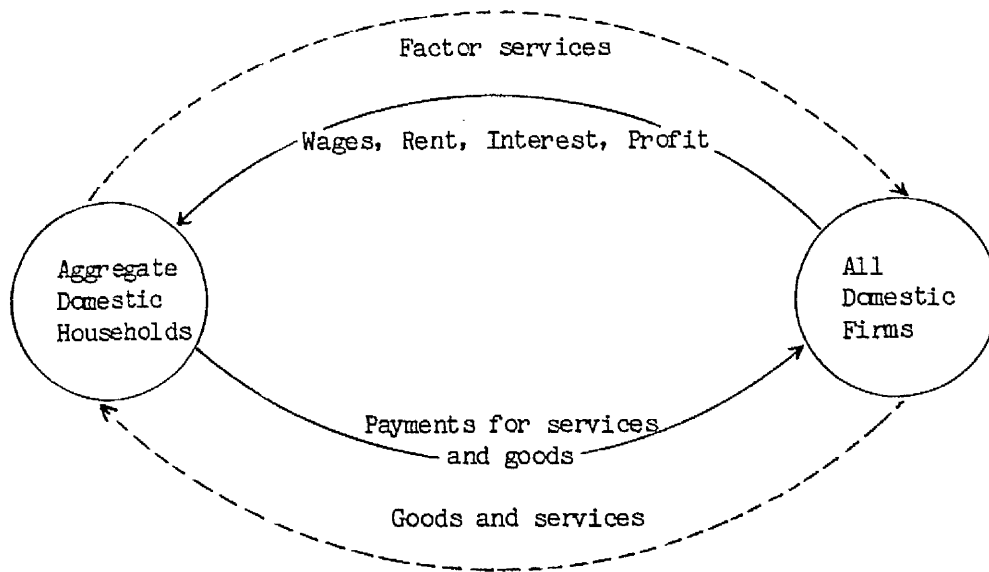 Factor services
Wages, Rent, Interest, Profit
Aggregate
Domestic
Households
All
Domestic
Firms
Payments for services
and goods
Goods and services